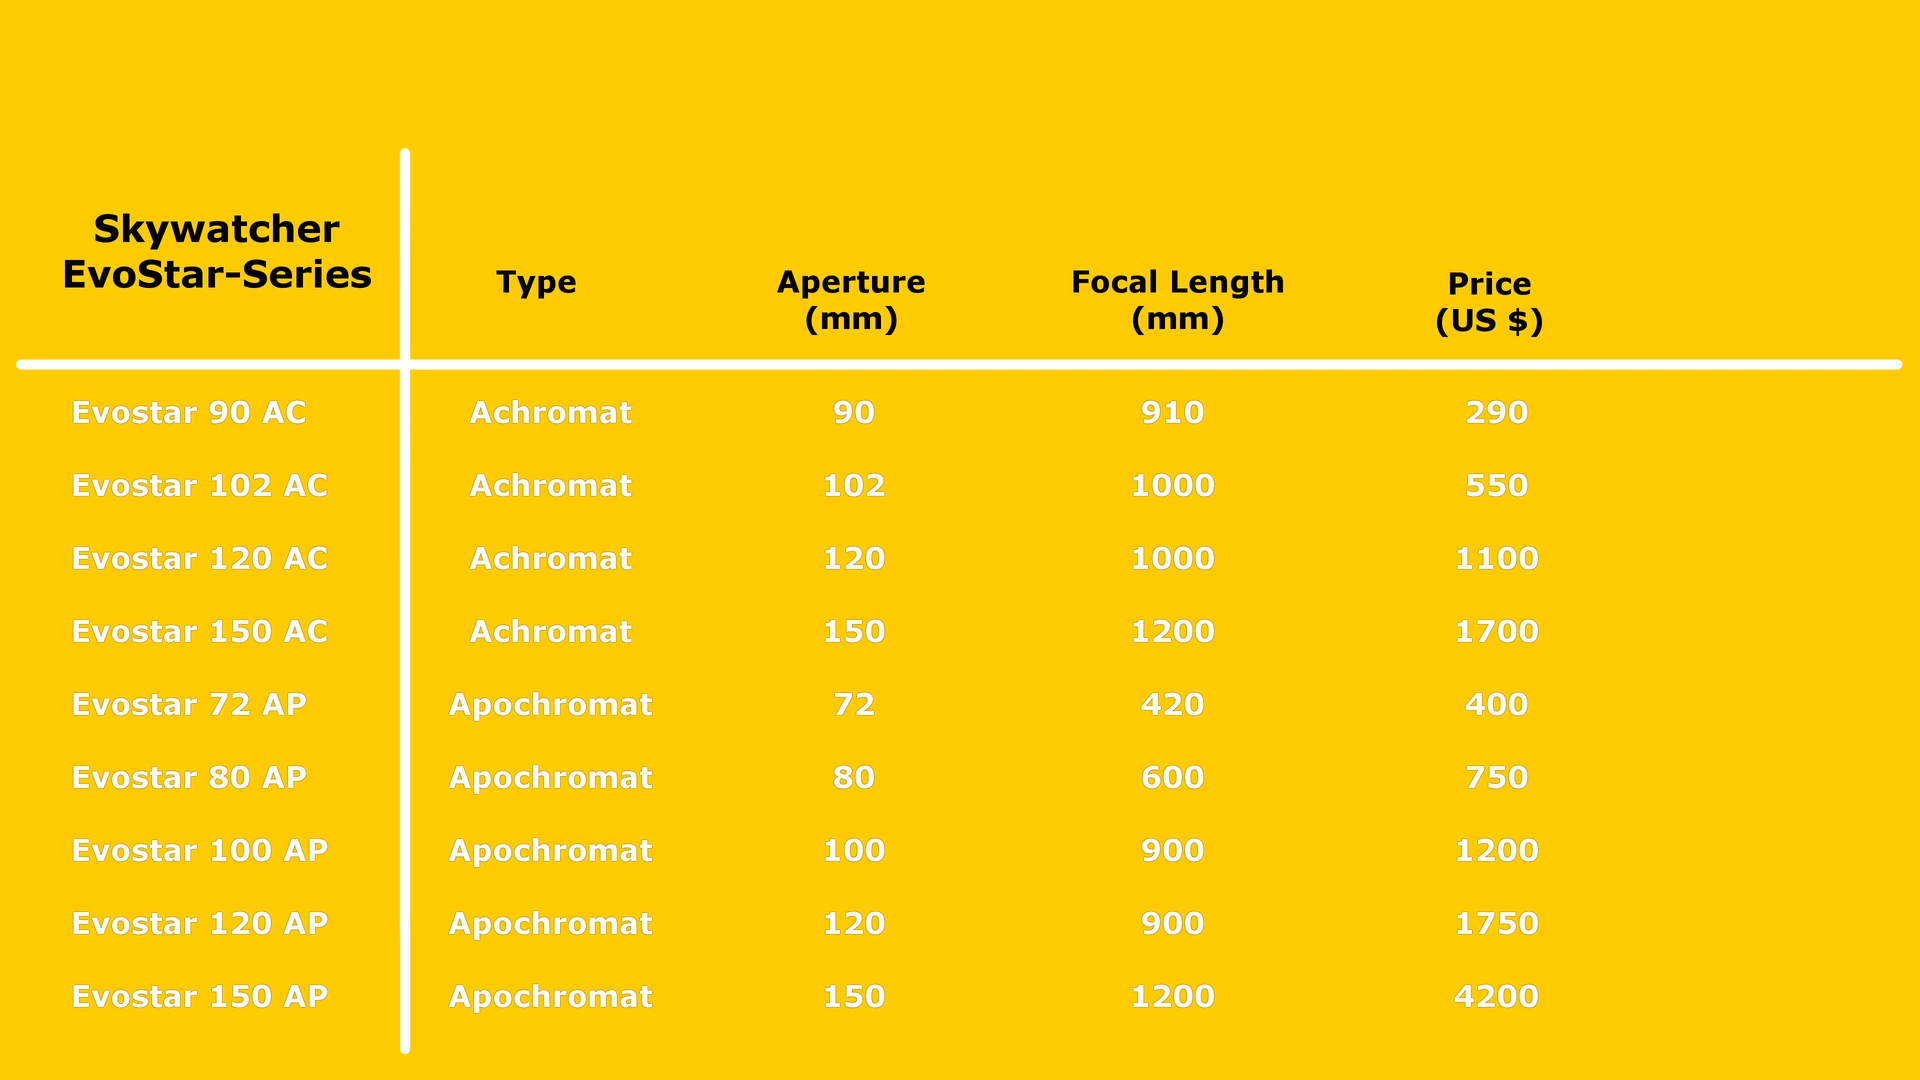 Skywatcher
EvoStar-Series
Type Aperture Focal Length Price
(mm) (mm) (US $)
Evostar 90 AC Achromat 90 910 290
Evostar 102 AC Achromat 102 1000 550
Evostar 120 AC Achromat 120 1000 1100
Evostar 150 AC Achromat 150 1200 1700
Evostar 72 AP Apochromat 72 420 400
Evostar 80 AP Apochromat 80 600 750
Evostar 100 AP Apochromat 100 900 1200
Evostar 120 AP Apochromat 120 900 1750
Evostar 150 AP Apochromat 150 1200 4200